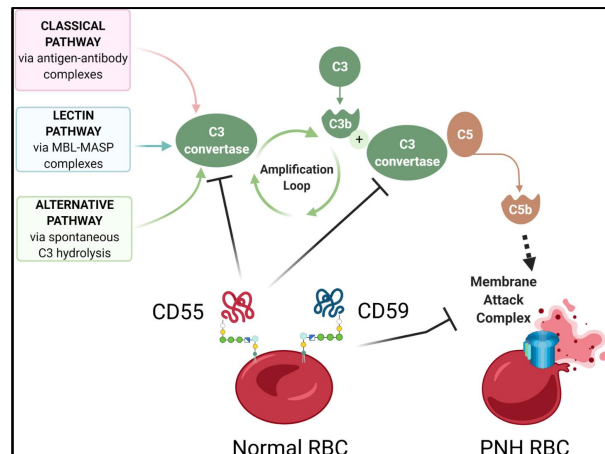 CLASSICAL
PATHWAY
via antigen-antibody
complexes
LECTIN
PATHWAY
via MBL-MASP
complexes
ALTERNATIVE
PATHWAY
via spontaneous
C3 hydrolysis
C3
convertase
Amplification
Loop
C3
C3b
+
C3
convertase
C5
C5b
Membrane
Attack
Complex
CD55
CD59
Normal RBC
PNH RBC